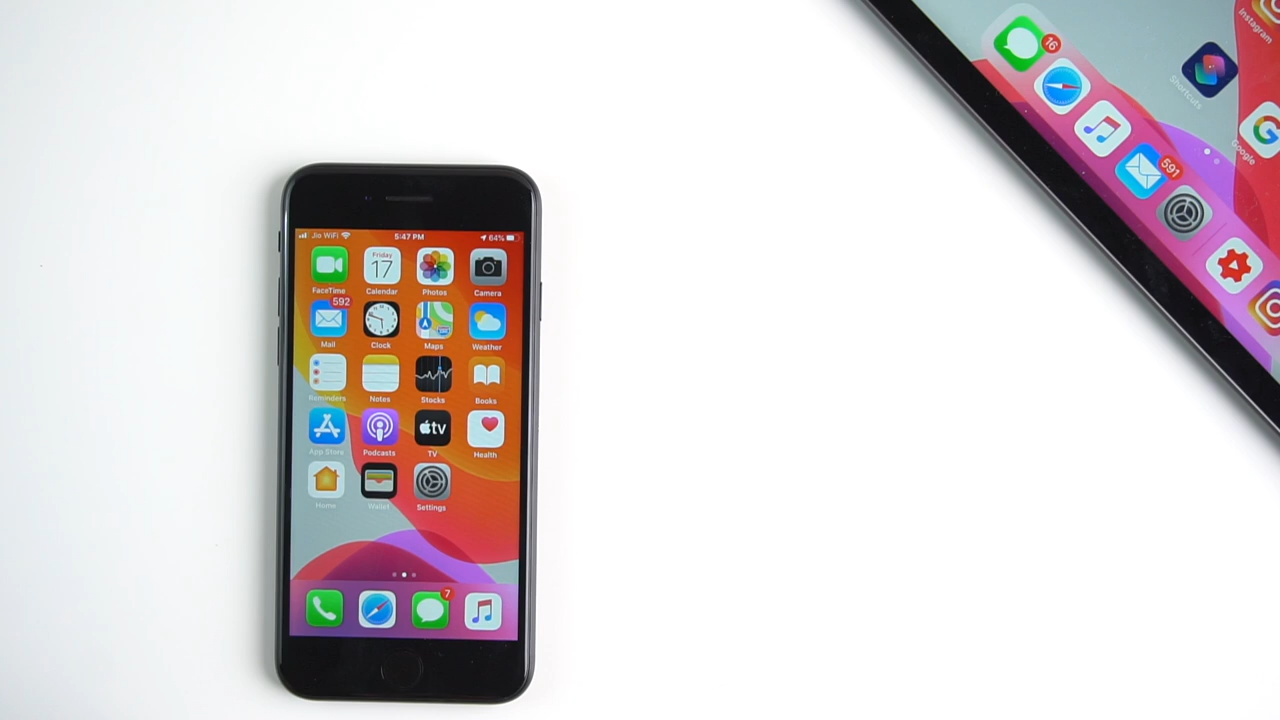 Jio WiFi 5:47 PM 64%
Friday
17
FaceTime Calendar Photos Camera
592
Mail Clock Maps Weather
Reminders Notes Stocks Books
tv
App Store Podcasts TV Health
Home Wallet Settings
7
16
591
Instagram
Shortcuts
Google